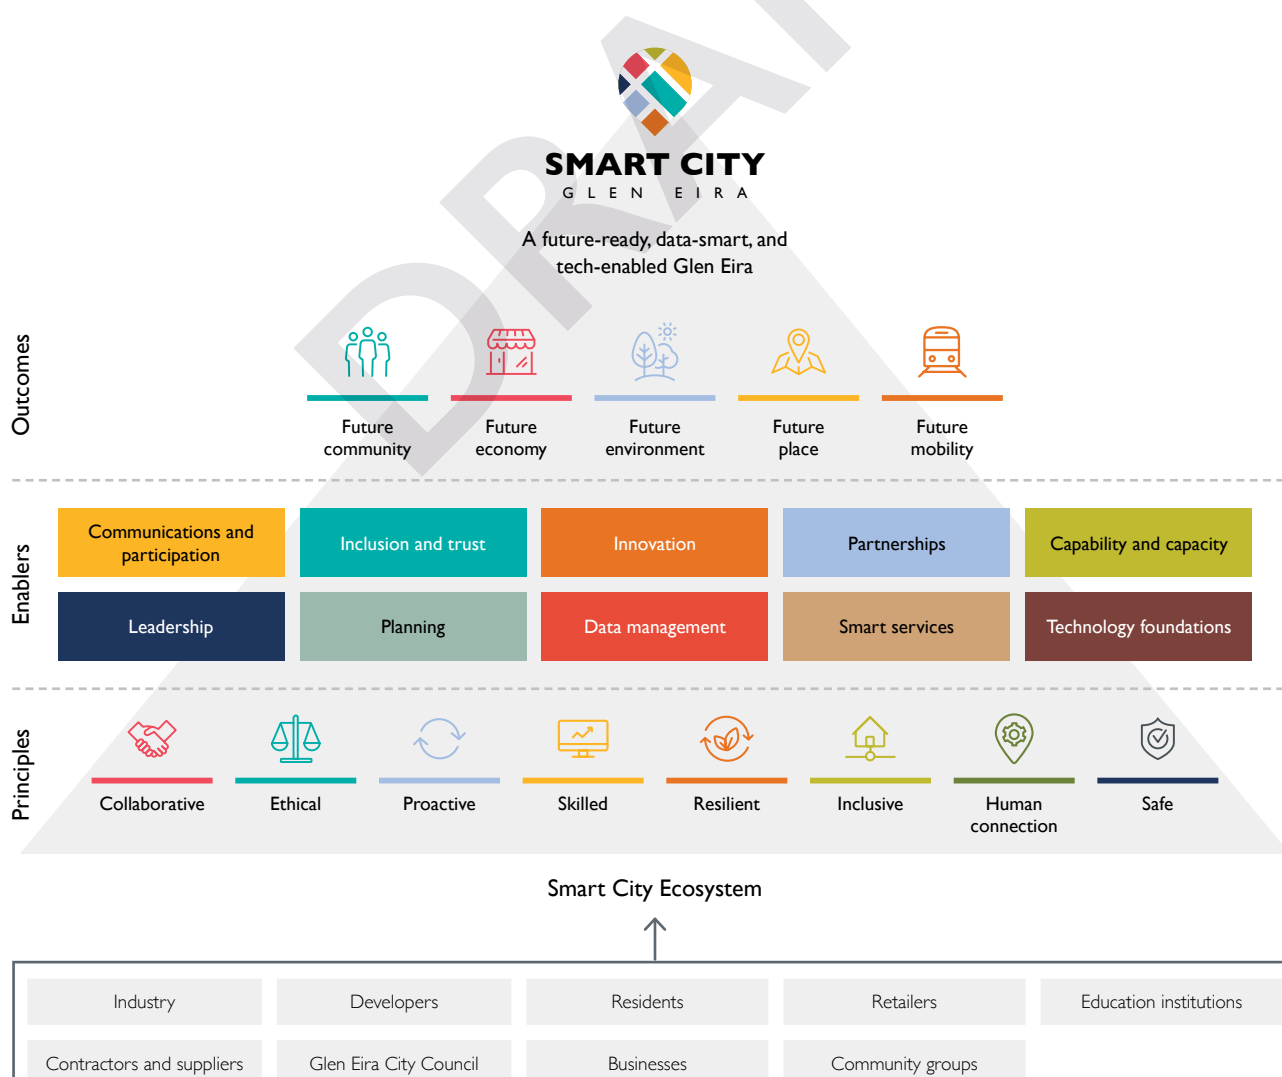 DRAF
SMART CITY
GLEN EIRA
A future-ready, data-smart, and
tech-enabled Glen Eira
Outcomes
Future
community
Future
economy
Future
environment
Future
place
Future
mobility
Enablers
Communications and
participation
Inclusion and trust
Innovation
Partnerships
Capability and capacity
Leadership
Planning
Data management
Smart services
Technology foundations
Principles
Collaborative
Ethical
Proactive
Skilled
Resilient
Inclusive
Human
connection
Safe
Smart City Ecosystem
Industry
Developers
Residents
Retailers
Education institutions
Contractors and suppliers
Glen Eira City Council
Businesses
Community groups